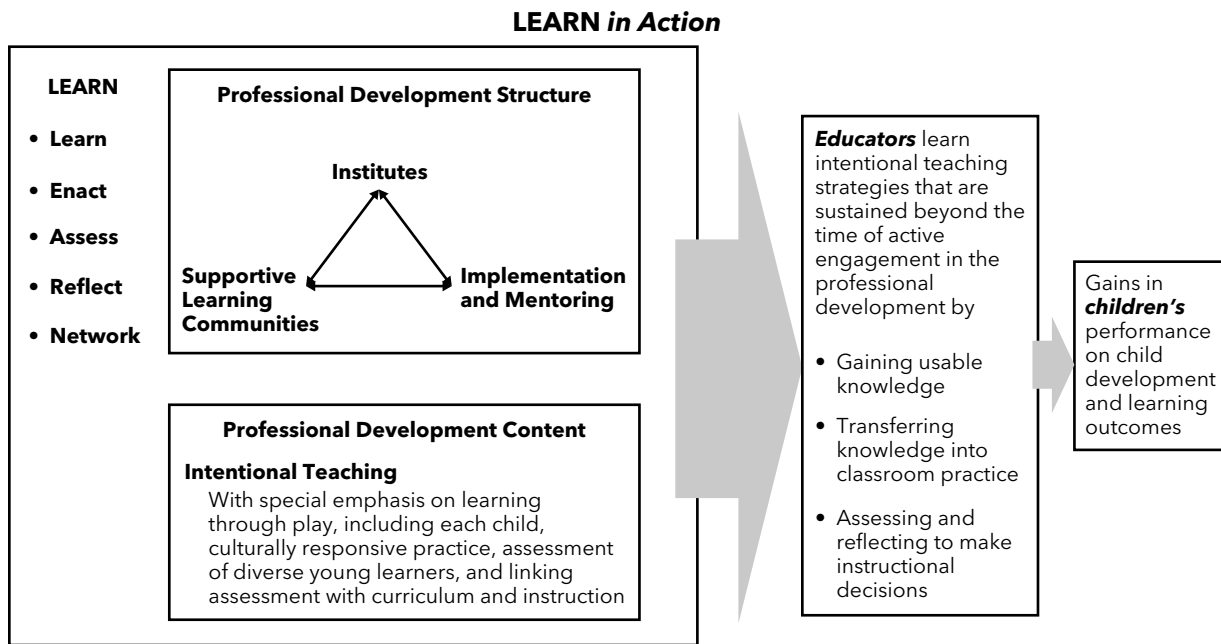 LEARN in Action
LEARN
• Learn
• Enact
• Assess
• Reflect
• Network
Professional Development Structure
Institutes
Supportive
Learning
Communities
Implementation
and Mentoring
Professional Development Content
Intentional Teaching
With special emphasis on learning
through play, including each child,
culturally responsive practice, assessment
of diverse young learners, and linking
assessment with curriculum and instruction
Educators learn
intentional teaching
strategies that are
sustained beyond the
time of active
engagement in the
professional
development by
• Gaining usable
knowledge
• Transferring
knowledge into
classroom practice
• Assessing and
reflecting to make
instructional
decisions
Gains in
children's
performance
on child
development
and learning
outcomes